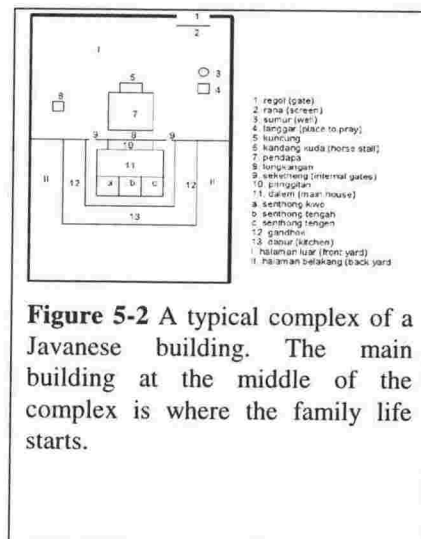 1
2
I
3
5
4
6
7
9 8 9
10
11
II 12 a b c 12 II
13
1. regol (gate)
2. rana (screen)
3. sumur (well)
4. langgar (place to pray)
5. kuncung
6. kandang kuda (horse stall)
7. pendapa
8. longkangan
9. seketheng (internal gates)
10. pringgitan
11. dalem (main house)
a senthong kiwo
b senthong tengah
c senthong tengen
12 gandhok
13 dapur (kitchen)
I halaman luar (front yard)
II halaman belakang (back yard
Figure 5-2 A typical complex of a
Javanese building. The main
building at the middle of the
complex is where the family life
starts.